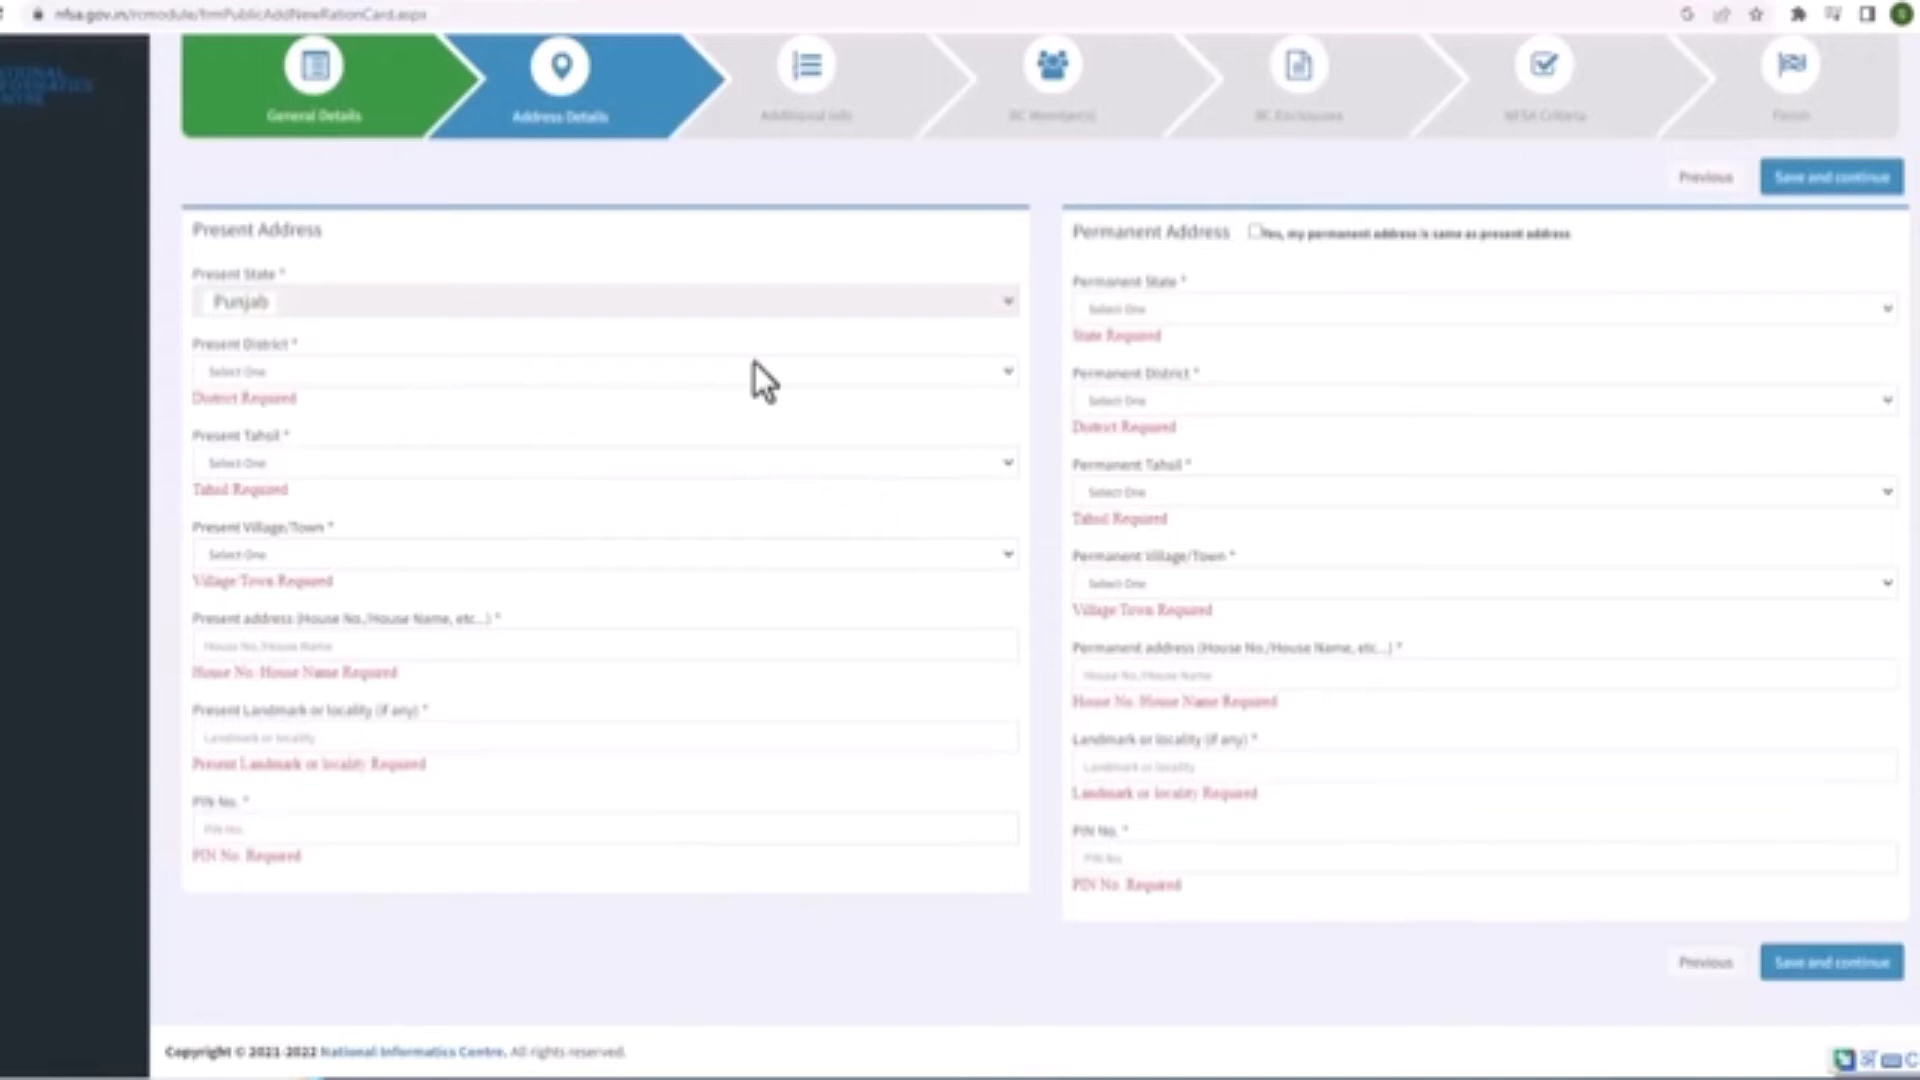 nfsa.gov.in/rcmodule/frmPublicAddNewRationCard.aspx
NATIONAL
INFORMATICS
CENTRE
General Details
Address Details
Additional Info
RC Member(s)
RC Enclosures
NFSA Criteria
Finish
Previous
Save and continue
Present Address
Present State *
Punjab
Present District *
Select One
District Required
Present Tahsil *
Select One
Tahsil Required
Present Village/Town *
Select One
Village/Town Required
Present address (House No./House Name, etc...) *
House No./House Name
House No./House Name Required
Present Landmark or locality (if any) *
Landmark or locality
Present Landmark or locality Required
PIN No. *
PIN No.
PIN No. Required
Permanent Address
Yes, my permanent address is same as present address
Permanent State *
Select One
State Required
Permanent District *
Select One
District Required
Permanent Tahsil *
Select One
Tahsil Required
Permanent Village/Town *
Select One
Village/Town Required
Permanent address (House No./House Name, etc...) *
House No./House Name
House No./House Name Required
Landmark or locality (if any) *
Landmark or locality
Landmark or locality Required
PIN No. *
PIN No.
PIN No. Required
Previous
Save and continue
Copyright © 2021-2022 National Informatics Centre. All rights reserved.